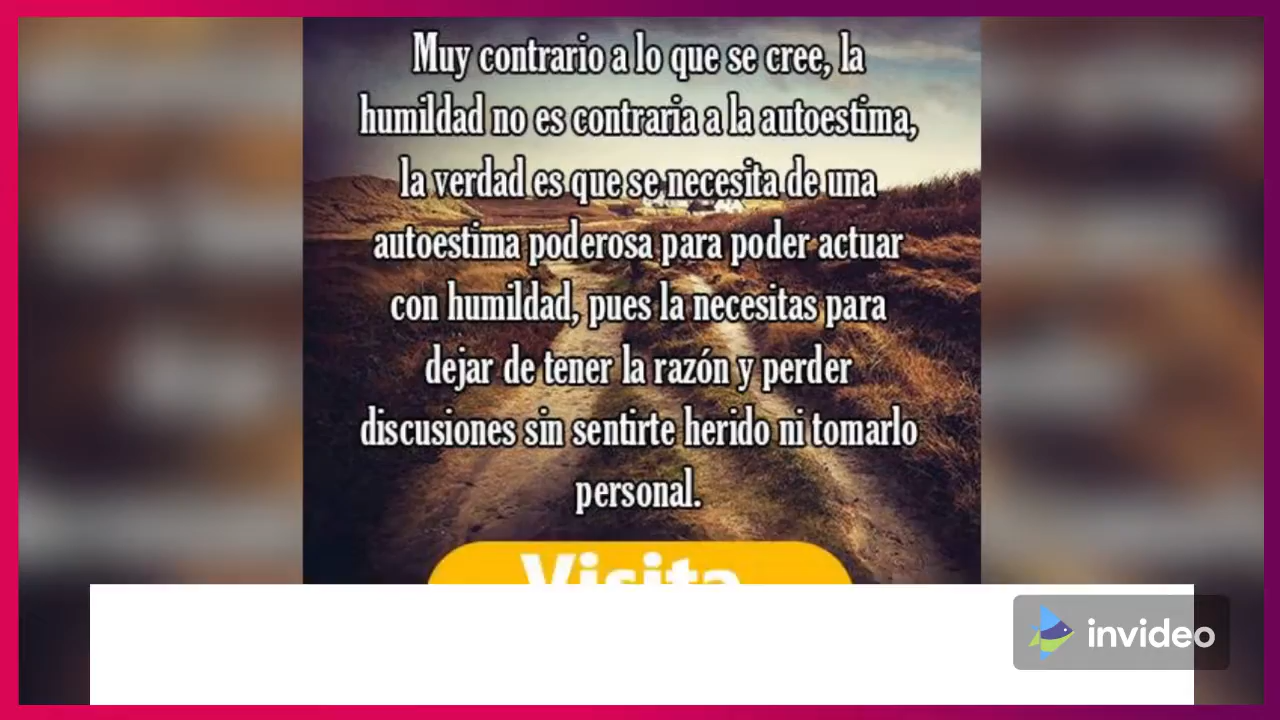 Muy contrario a lo que se cree, la
humildad no es contraria a la autoestima,
la verdad es que se necesita de una
autoestima poderosa para poder actuar
con humildad, pues la necesitas para
dejar de tener la razón y perder
discusiones sin sentirte herido ni tomarlo
personal.
Visita
invideo